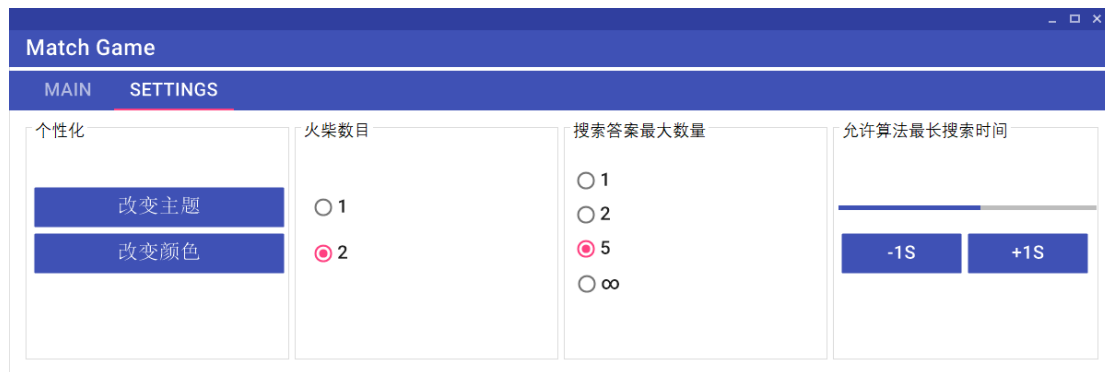 Match Game
MAIN SETTINGS
个性化
改变主题
改变颜色
火柴数目
1
2
搜索答案最大数量
1
2
5
∞
允许算法最长搜索时间
-1S +1S